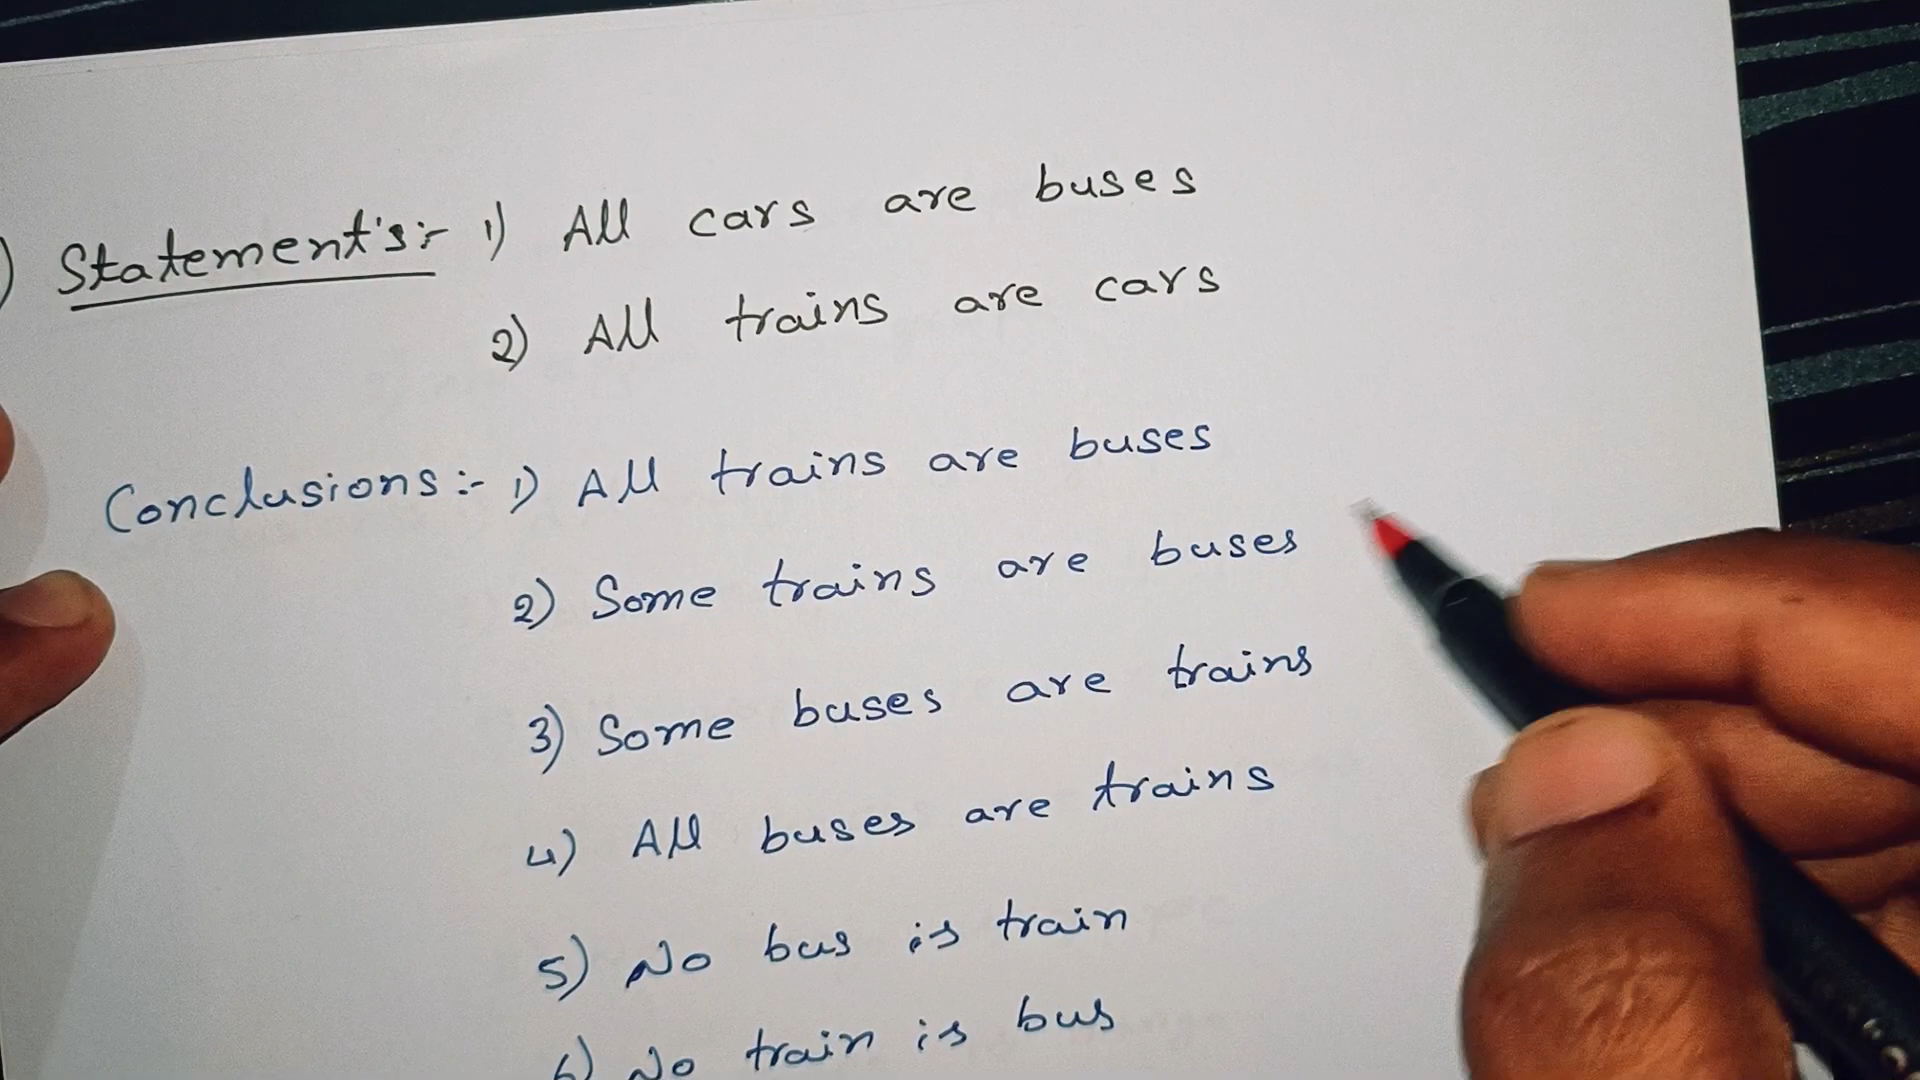 ) Statement's:- 1) All cars are buses
2) All trains are cars
Conclusions:- 1) All trains are buses
2) Some trains are buses
3) Some buses are trains
4) All buses are trains
5) No bus is train
6) No train is bus